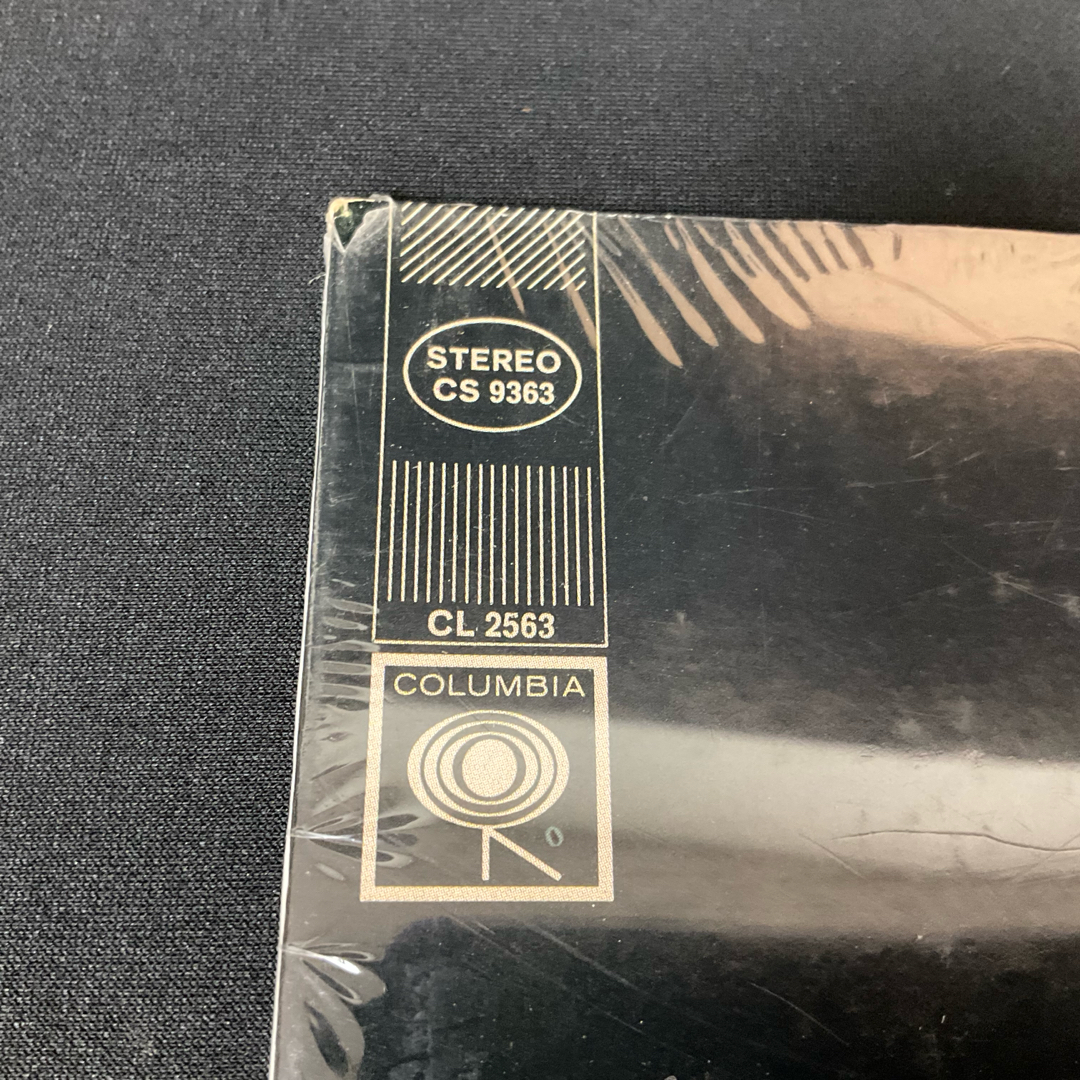 STEREO
CS 9363
CL 2563
COLUMBIA